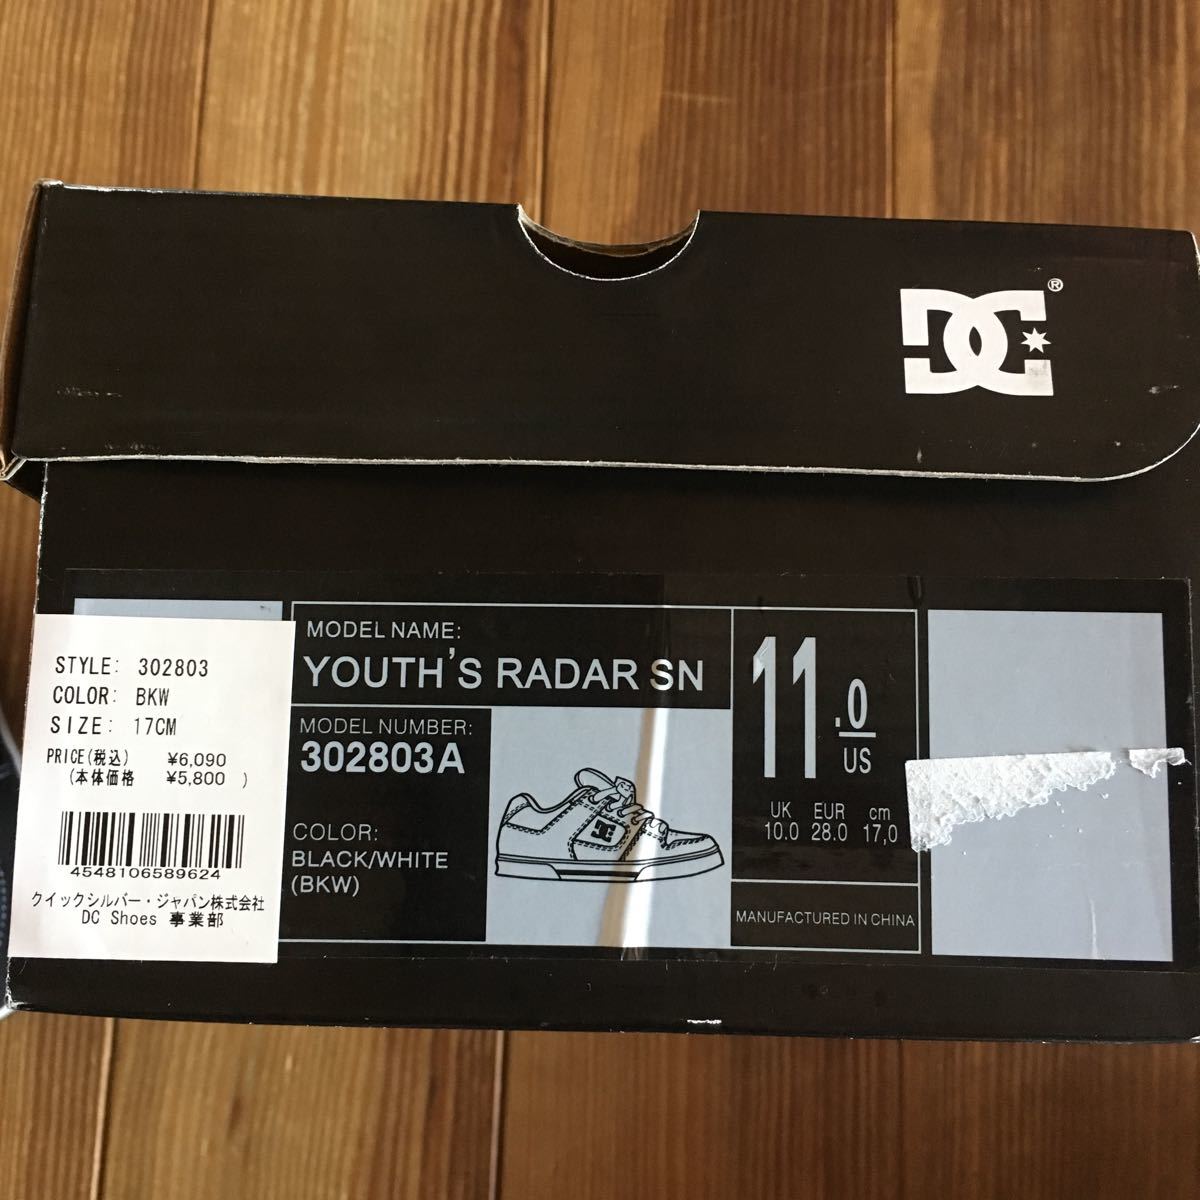 DC®
STYLE: 302803
COLOR: BKW
SIZE: 17CM
PRICE(税込) ¥6,090
(本体価格 ¥5,800 )
4548106589624
クイックシルバー・ジャパン株式会社
DC Shoes 事業部
MODEL NAME:
YOUTH'S RADAR SN
MODEL NUMBER:
302803A
COLOR:
BLACK/WHITE
(BKW)
11.0
US
UK EUR cm
10.0 28.0 17,0
MANUFACTURED IN CHINA